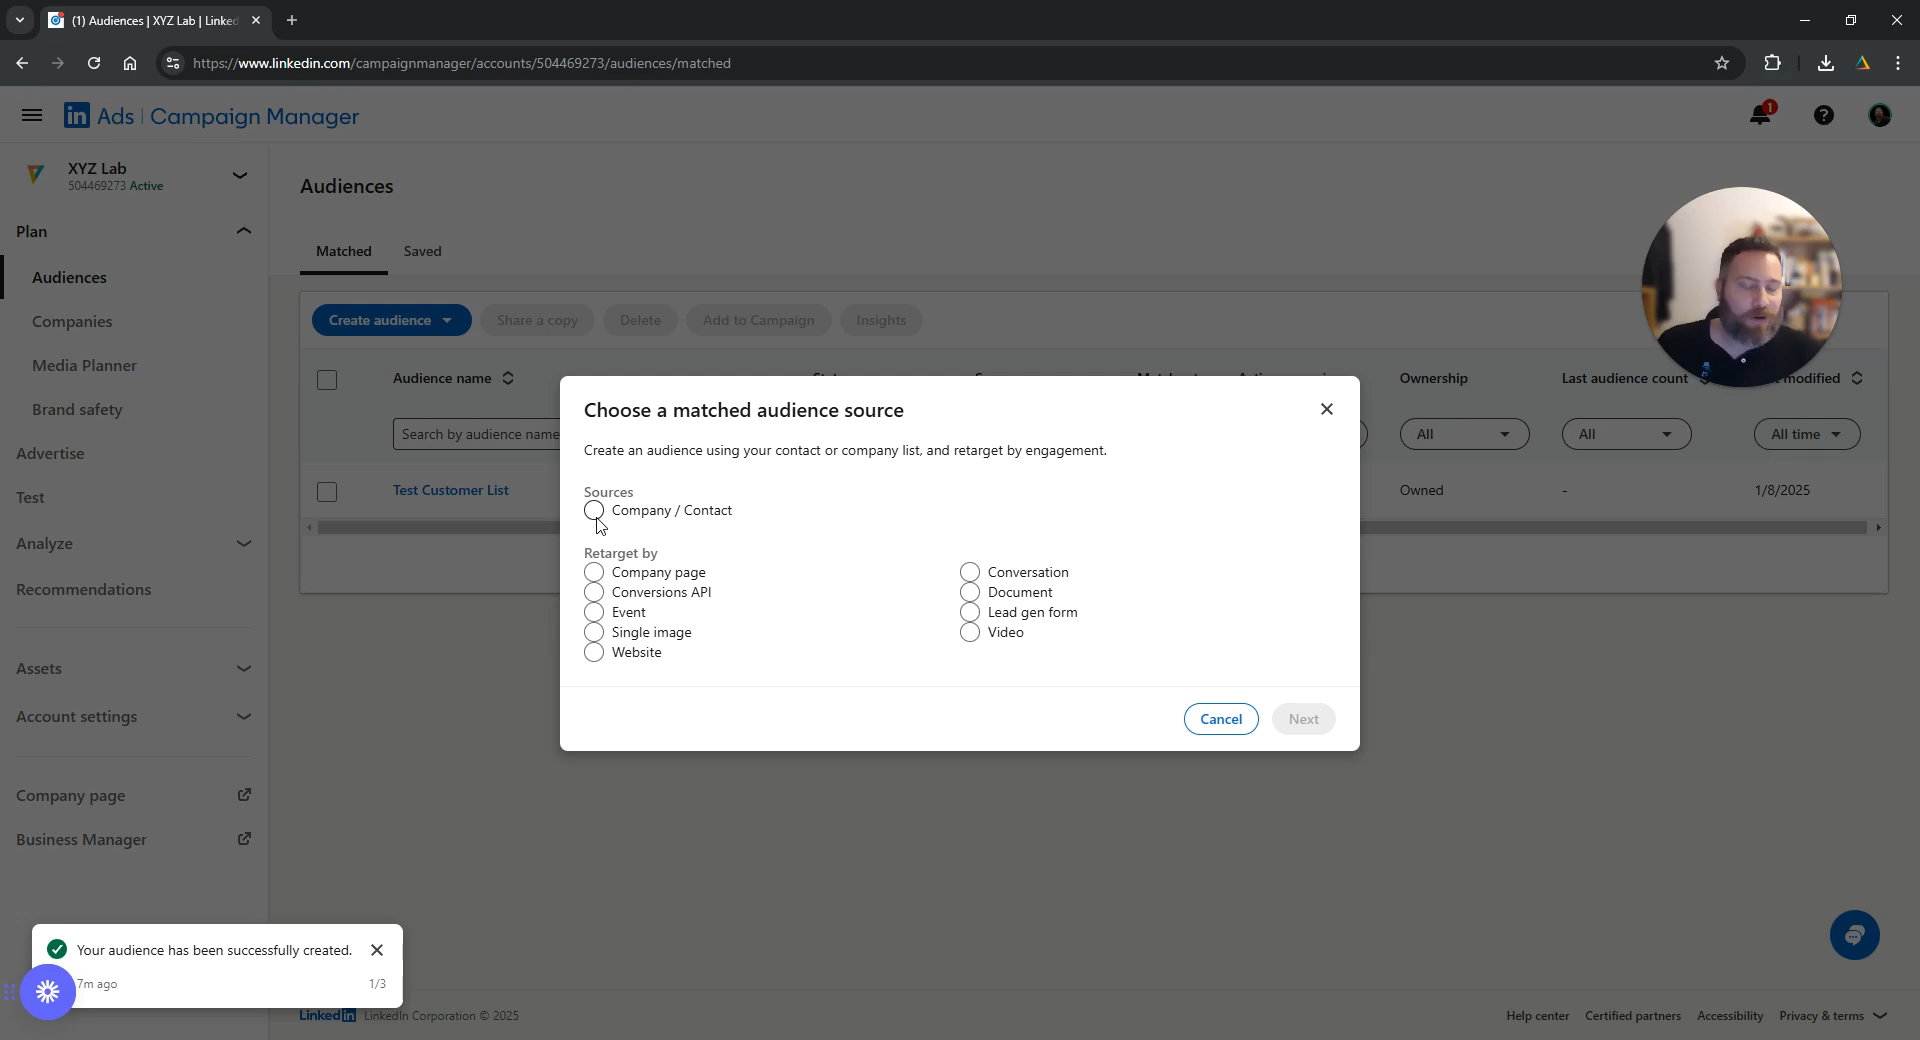 (1) Audiences | XYZ Lab | Linked
https://www.linkedin.com/campaignmanager/accounts/504469273/audiences/matched
in Ads | Campaign Manager
1
XYZ Lab
504469273 Active
Plan
Audiences
Companies
Media Planner
Brand safety
Advertise
Test
Analyze
Recommendations
Assets
Account settings
Company page
Business Manager
Audiences
Matched Saved
Create audience Share a copy Delete Add to Campaign Insights
Audience name Ownership Last audience count modified
Search by audience name All All All time
Test Customer List Owned - 1/8/2025
Choose a matched audience source
Create an audience using your contact or company list, and retarget by engagement.
Sources
Company / Contact
Retarget by
Company page Conversation
Conversions API Document
Event Lead gen form
Single image Video
Website
Cancel Next
Your audience has been successfully created.
7m ago 1/3
Linkedin LinkedIn Corporation © 2025
Help center Certified partners Accessibility Privacy & terms